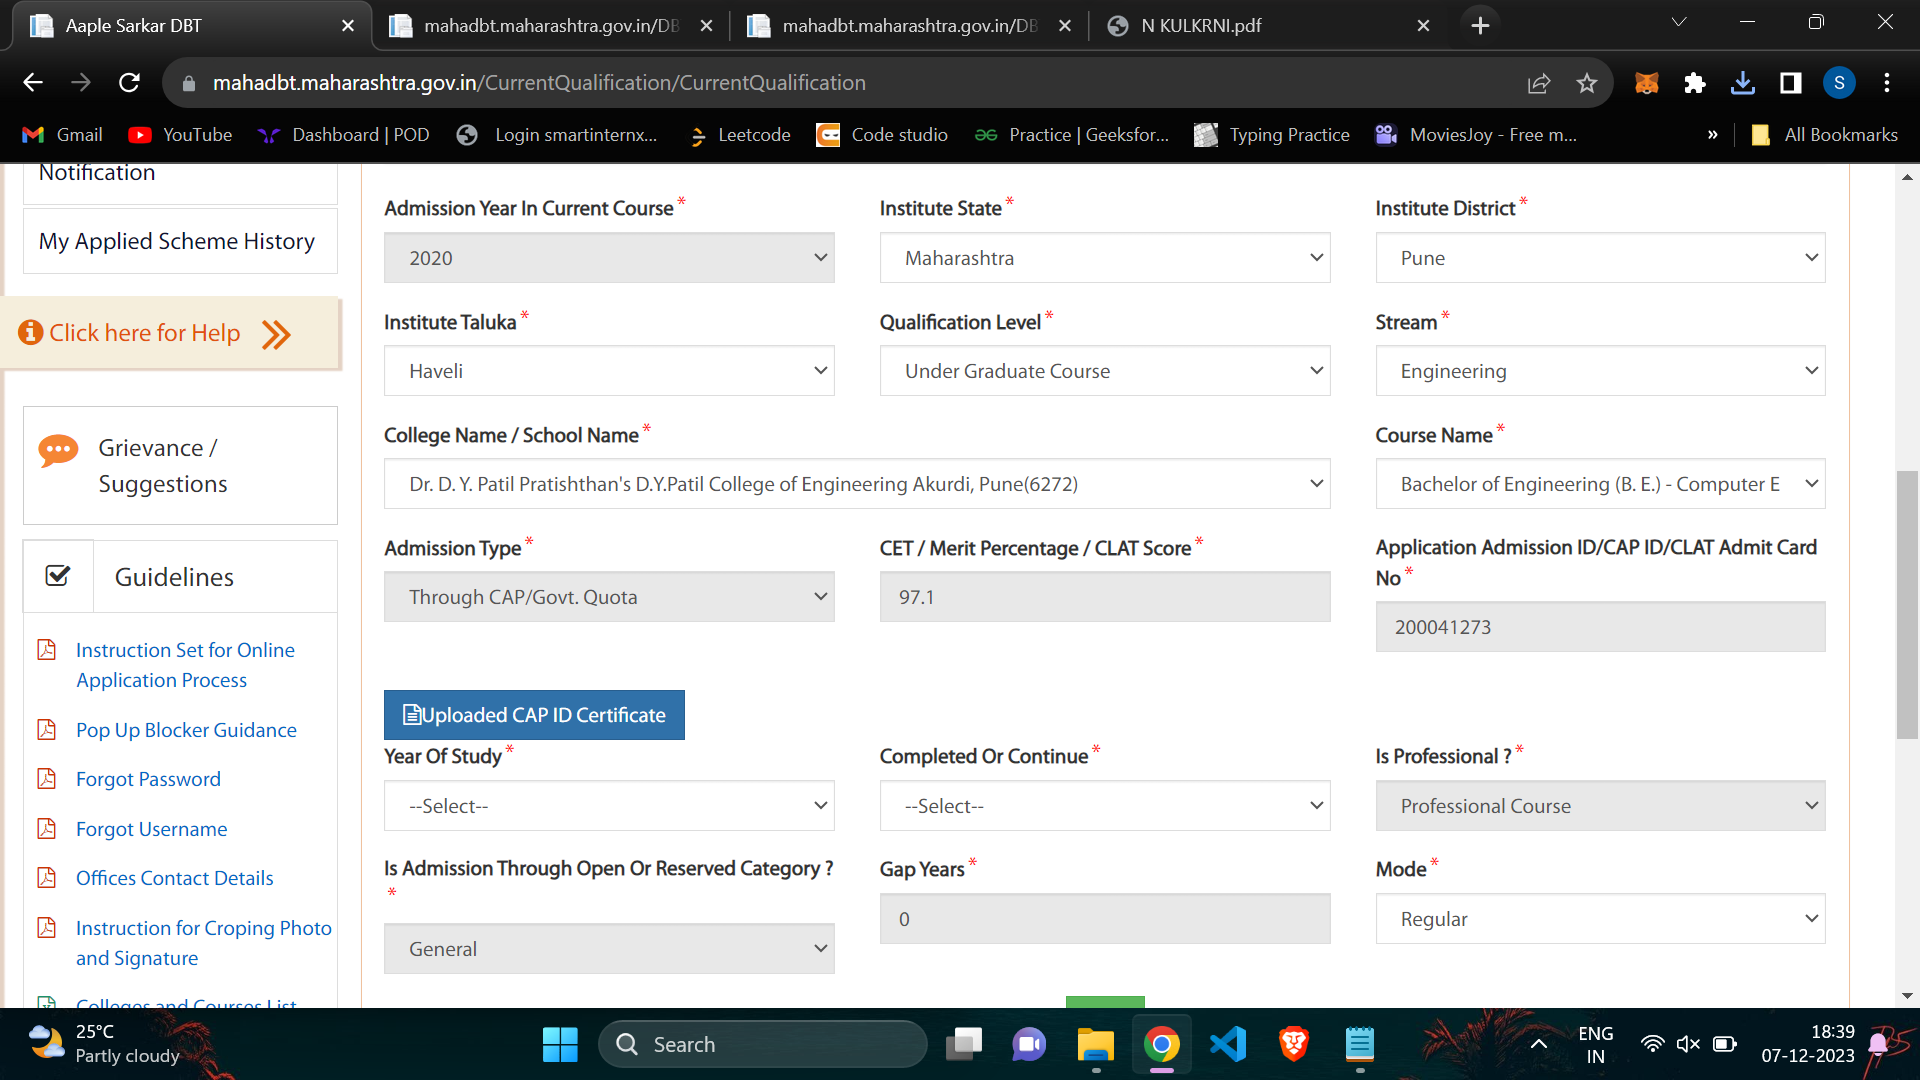 Aaple Sarkar DBT
mahadbt.maharashtra.gov.in/DB
mahadbt.maharashtra.gov.in/DB
N KULKRNI.pdf
mahadbt.maharashtra.gov.in/CurrentQualification/CurrentQualification
S
Gmail
YouTube
Dashboard | POD
Login smartinternx...
Leetcode
Code studio
Practice | Geeksfor...
Typing Practice
MoviesJoy - Free m...
»
All Bookmarks
Notification
My Applied Scheme History
Click here for Help
Grievance /
Suggestions
Guidelines
Instruction Set for Online
Application Process
Pop Up Blocker Guidance
Forgot Password
Forgot Username
Offices Contact Details
Instruction for Croping Photo
and Signature
Colleges and Courses List
Admission Year In Current Course *
Institute State *
Institute District *
2020
Maharashtra
Pune
Institute Taluka *
Qualification Level *
Stream *
Haveli
Under Graduate Course
Engineering
College Name / School Name *
Course Name *
Dr. D. Y. Patil Pratishthan's D.Y.Patil College of Engineering Akurdi, Pune(6272)
Bachelor of Engineering (B. E.) - Computer E
Admission Type *
CET / Merit Percentage / CLAT Score *
Application Admission ID/CAP ID/CLAT Admit Card
No *
Through CAP/Govt. Quota
97.1
200041273
Uploaded CAP ID Certificate
Year Of Study *
Completed Or Continue *
Is Professional ? *
--Select--
--Select--
Professional Course
Is Admission Through Open Or Reserved Category ?
*
Gap Years *
Mode *
General
0
Regular
25°C
Partly cloudy
Search
ENG
IN
18:39
07-12-2023